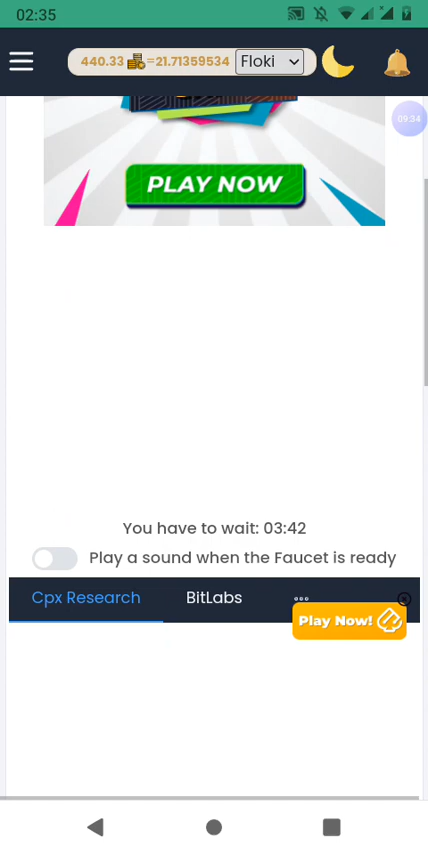 02:35
440.33 =21.71359534 Floki
09:34
PLAY NOW
You have to wait: 03:42
Play a sound when the Faucet is ready
Cpx Research BitLabs
Play Now!